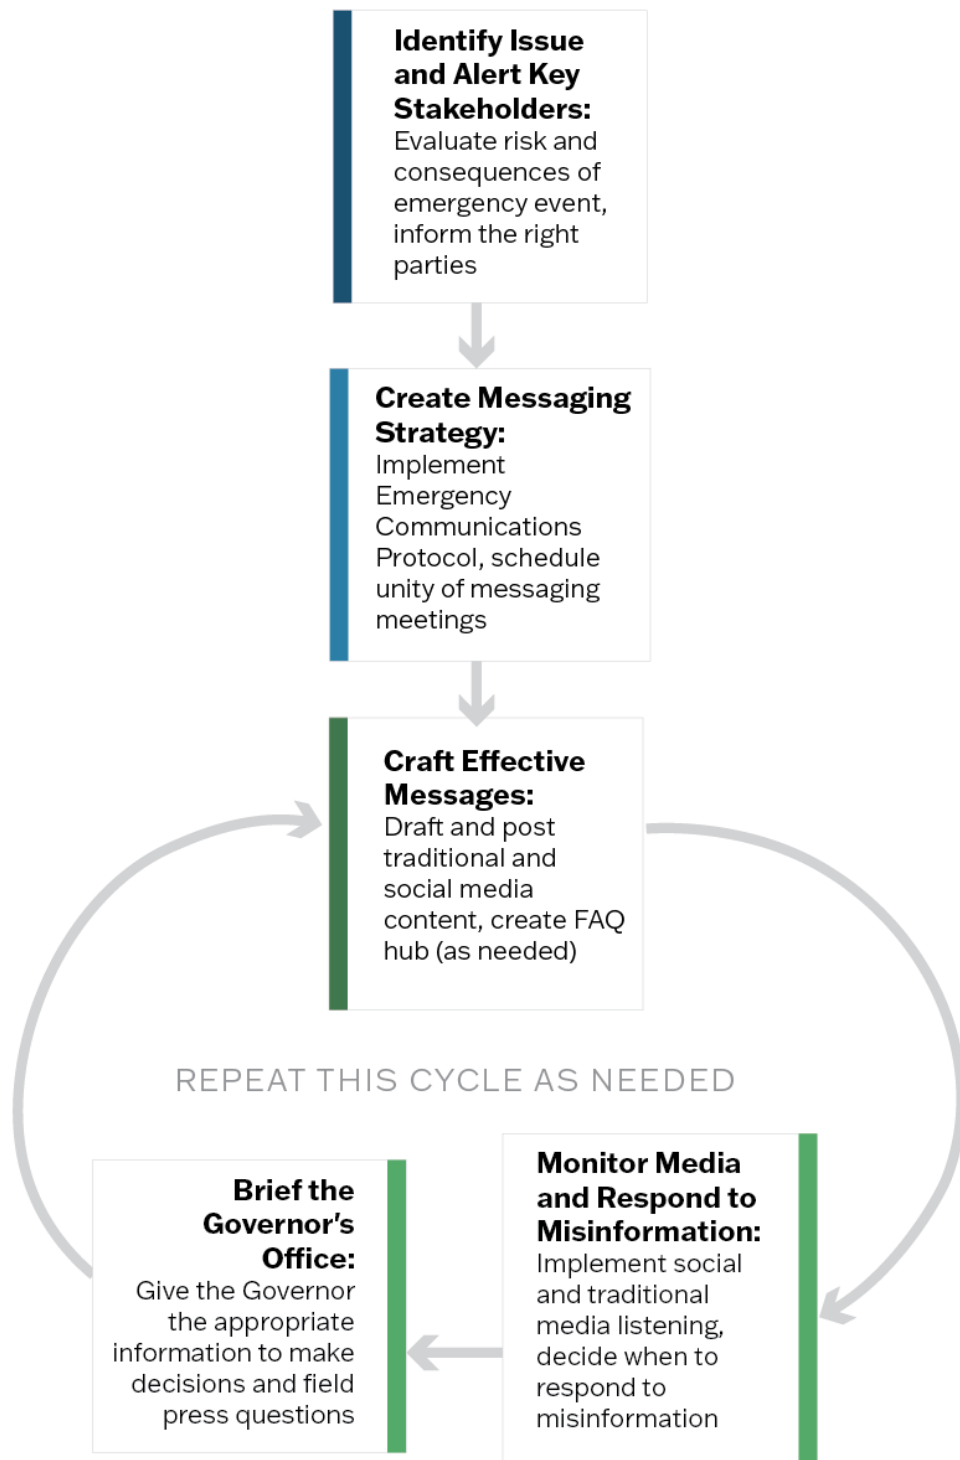 Identify Issue
and Alert Key
Stakeholders:
Evaluate risk and
consequences of
emergency event,
inform the right
parties
Create Messaging
Strategy:
Implement
Emergency
Communications
Protocol, schedule
unity of messaging
meetings
Craft Effective
Messages:
Draft and post
traditional and
social media
content, create FAQ
hub (as needed)
REPEAT THIS CYCLE AS NEEDED
Monitor Media
and Respond to
Misinformation:
Implement social
and traditional
media listening,
decide when to
respond to
misinformation
Brief the
Governor's
Office:
Give the Governor
the appropriate
information to make
decisions and field
press questions